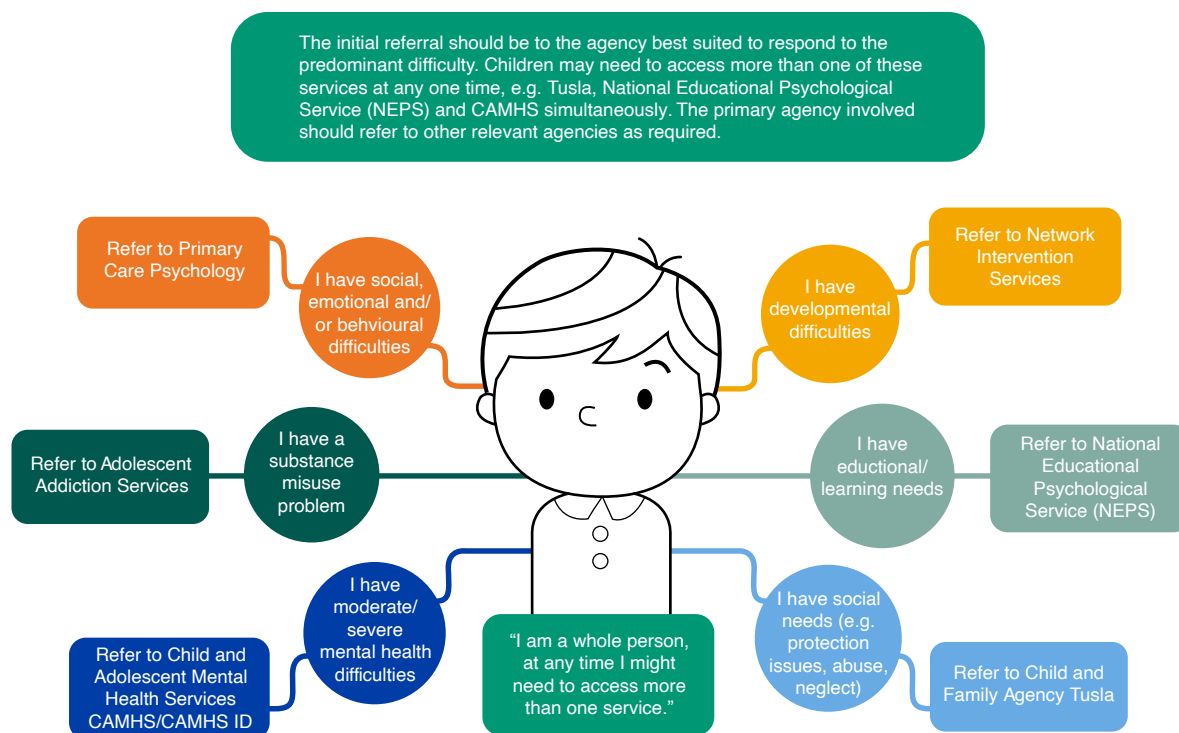 The initial referral should be to the agency best suited to respond to the
predominant difficulty. Children may need to access more than one of these
services at any one time, e.g. Tusla, National Educational Psychological
Service (NEPS) and CAMHS simultaneously. The primary agency involved
should refer to other relevant agencies as required.
Refer to Primary
Care Psychology
I have social,
emotional and/
or behvioural
difficulties
I have
developmental
difficulties
Refer to Network
Intervention
Services
Refer to Adolescent
Addiction Services
I have a
substance
misuse
problem
I have
eductional/
learning needs
Refer to National
Educational
Psychological
Service (NEPS)
Refer to Child and
Adolescent Mental
Health Services
CAMHS/CAMHS ID
I have
moderate/
severe
mental health
difficulties
“I am a whole person,
at any time I might
need to access more
than one service.”
I have social
needs (e.g.
protection
issues, abuse,
neglect)
Refer to Child and
Family Agency Tusla